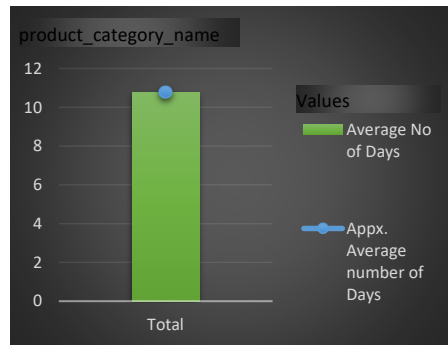 product_category_name
12
10
8
6
4
2
0
Total
Values
Average No
of Days
Appx.
Average
number of
Days